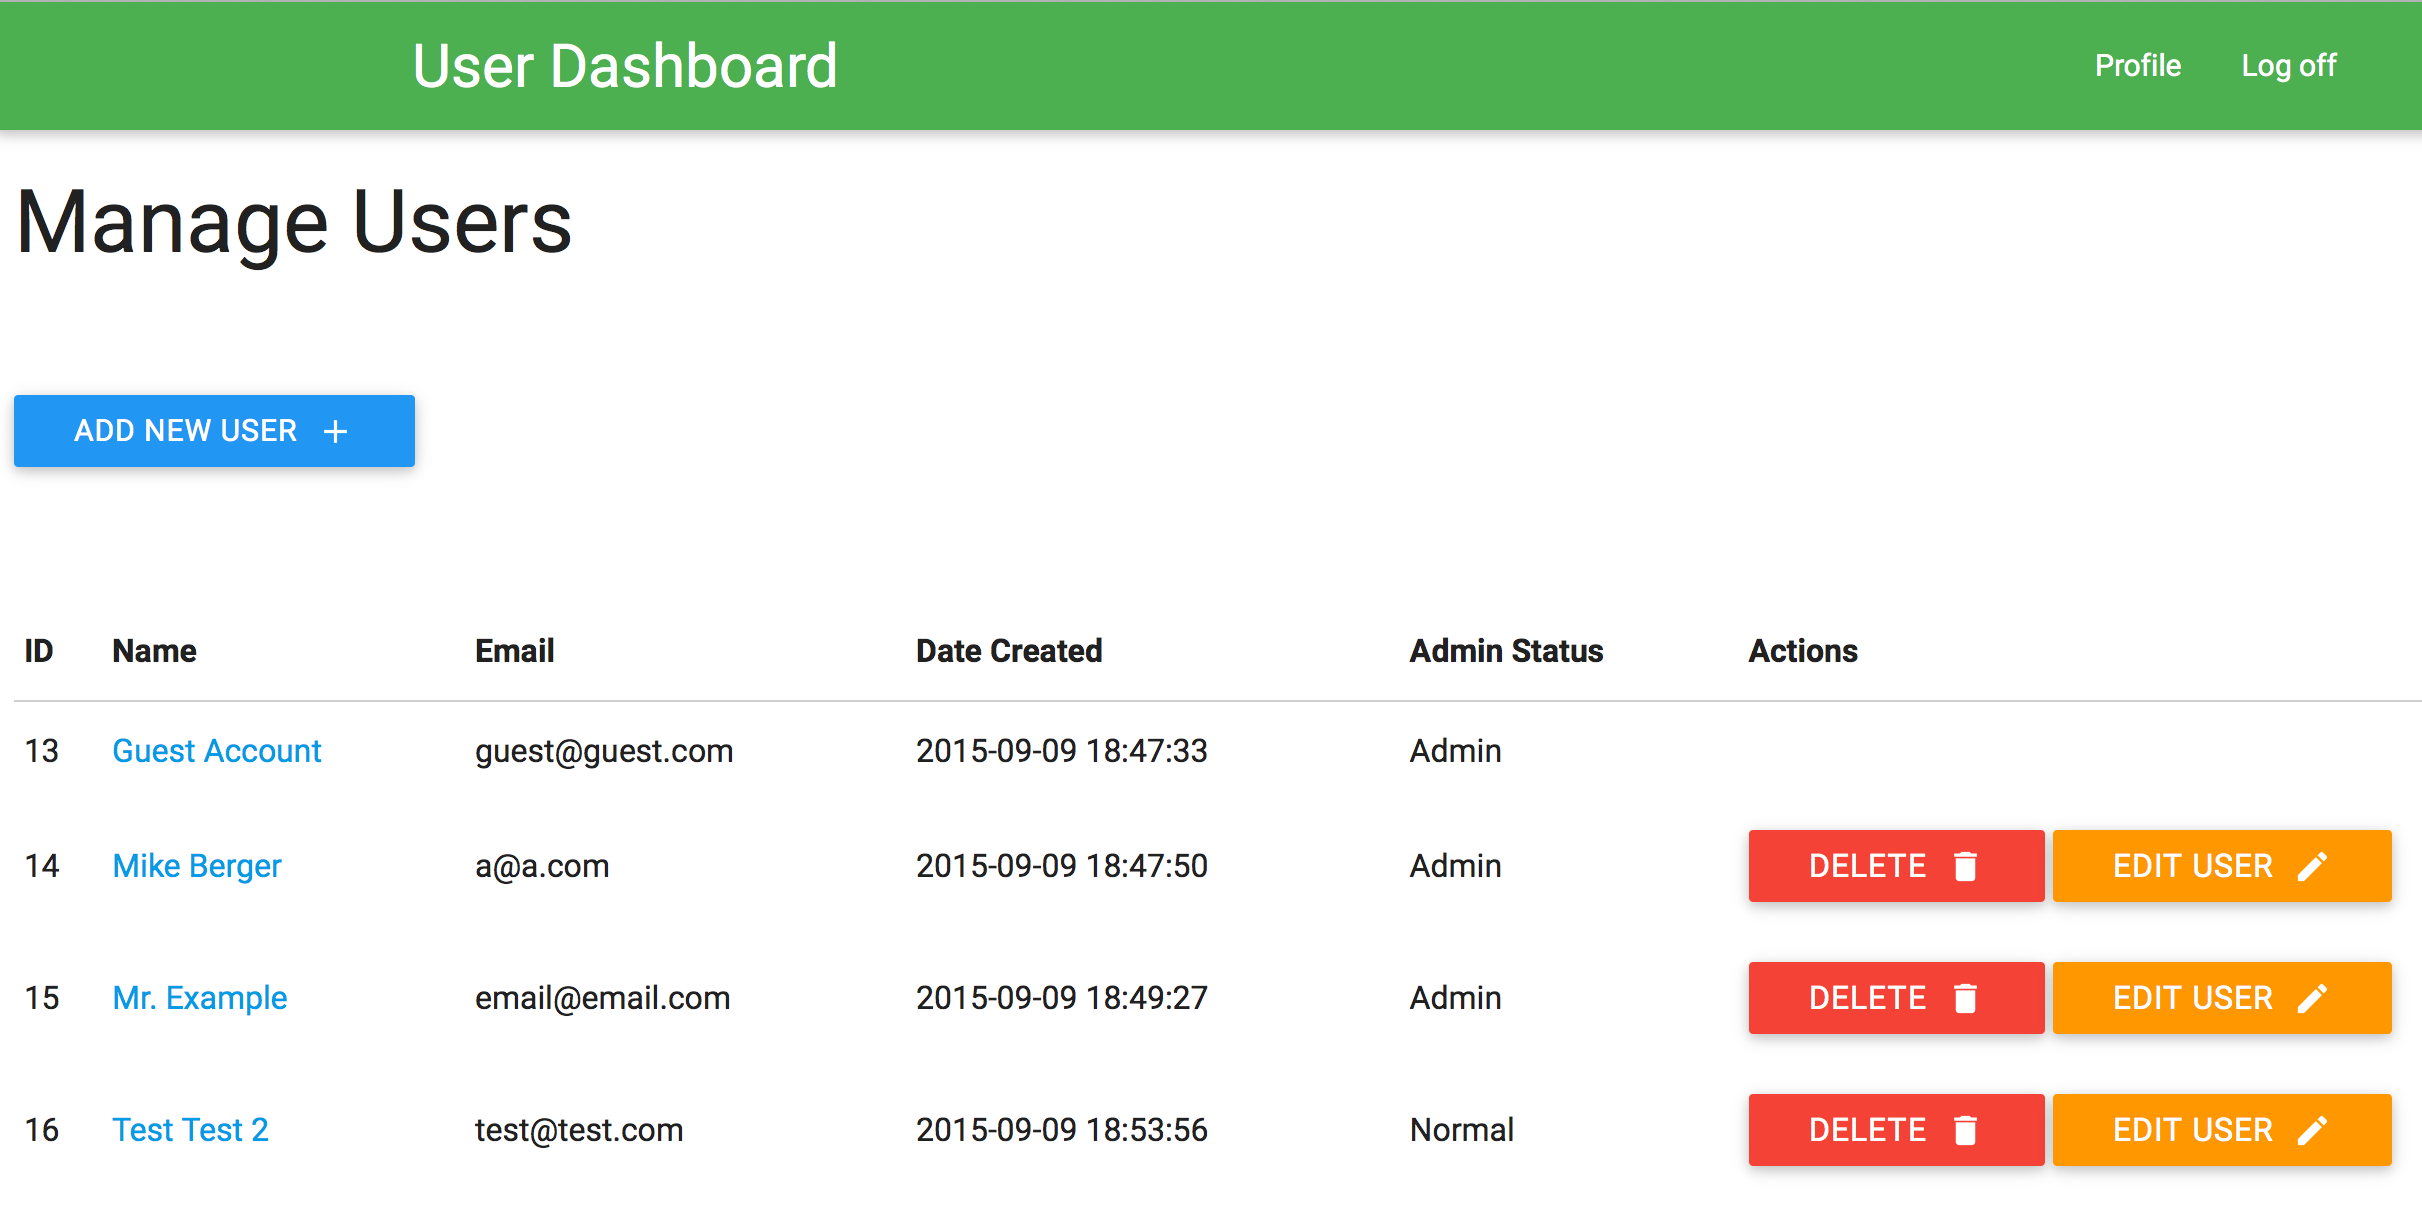 User Dashboard Profile Log off
Manage Users
ADD NEW USER +
ID Name Email Date Created Admin Status Actions
13 Guest Account guest@guest.com 2015-09-09 18:47:33 Admin
14 Mike Berger a@a.com 2015-09-09 18:47:50 Admin DELETE EDIT USER
15 Mr. Example email@email.com 2015-09-09 18:49:27 Admin DELETE EDIT USER
16 Test Test 2 test@test.com 2015-09-09 18:53:56 Normal DELETE EDIT USER